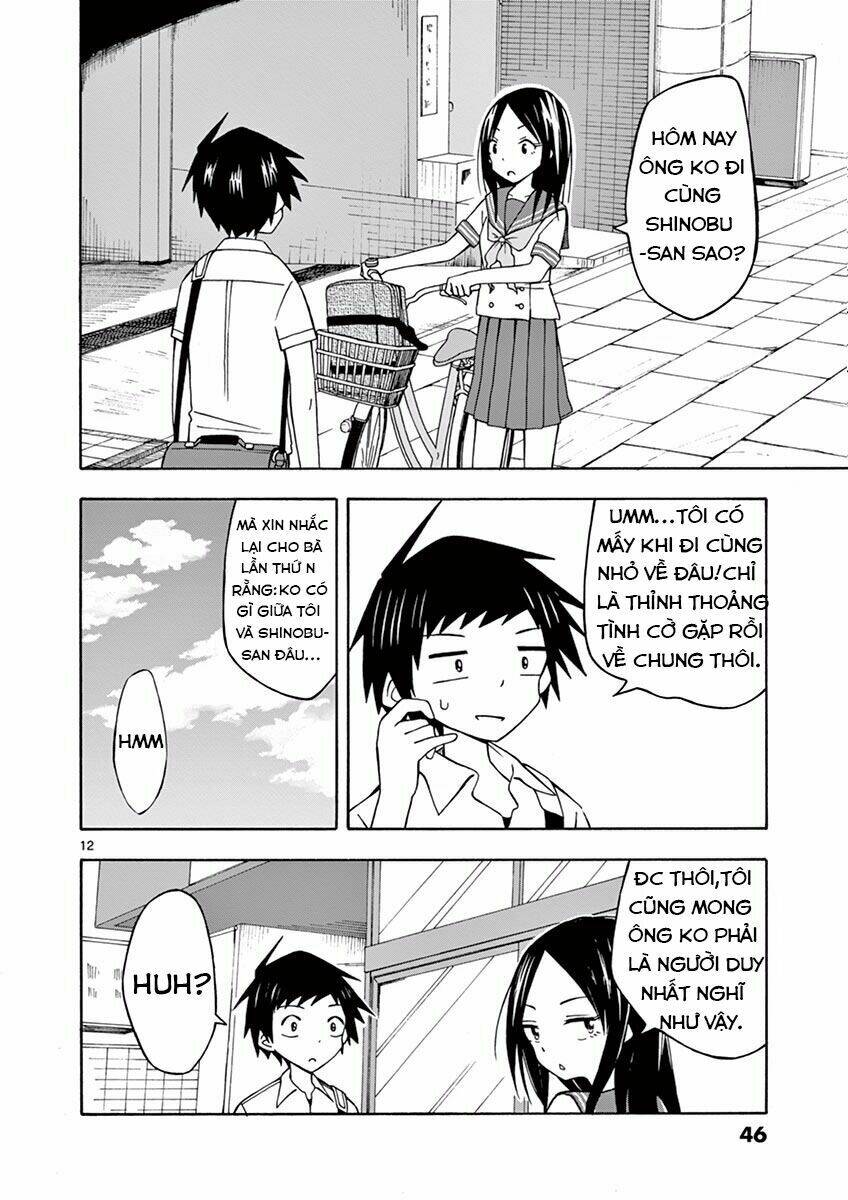 HÔM NAY
ÔNG KO ĐI
CÙNG
SHINOBU
-SAN SAO?
UMM...TÔI CÓ
MẤY KHI ĐI CÙNG
NHỎ VỀ ĐÂU!CHỈ
LÀ THỈNH THOẢNG
TÌNH CỜ GẶP RỒI
VỀ CHUNG THÔI.
MÀ XIN NHẮC
LẠI CHO BÀ
LẦN THỨ N
RẰNG:KO CÓ
GÌ GIỮA TÔI
VÀ SHINOBU-
SAN ĐÂU...
HMM
12
ĐC THÔI,TÔI
CŨNG MONG
ÔNG KO PHẢI
LÀ NGƯỜI DUY
NHẤT NGHĨ
NHƯ VẬY.
HUH?
46